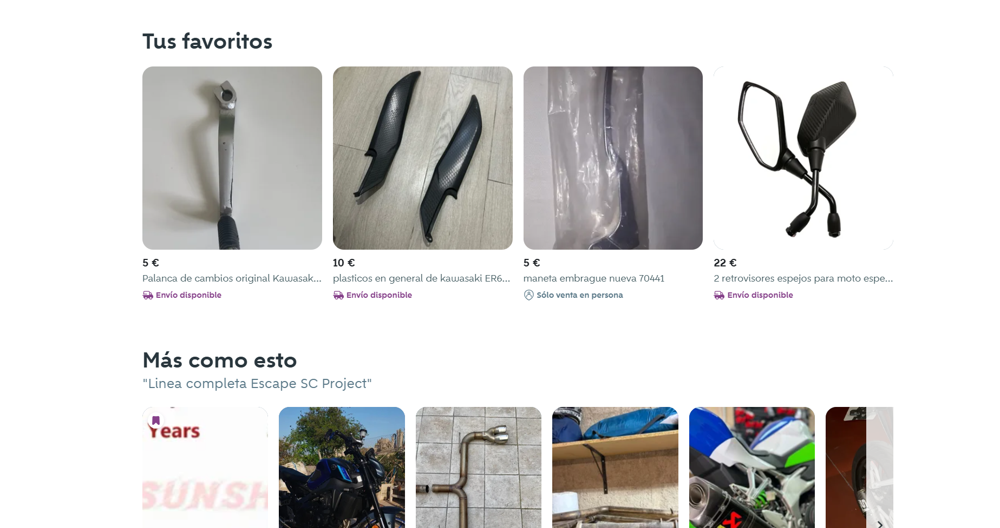 Tus favoritos
5 €
Palanca de cambios original Kawasak...
Envío disponible
10 €
plasticos en general de kawasaki ER6...
Envío disponible
5 €
maneta embrague nueva 70441
Sólo venta en persona
22 €
2 retrovisores espejos para moto espe...
Envío disponible
Más como esto
"Linea completa Escape SC Project"
Years
SUNSH